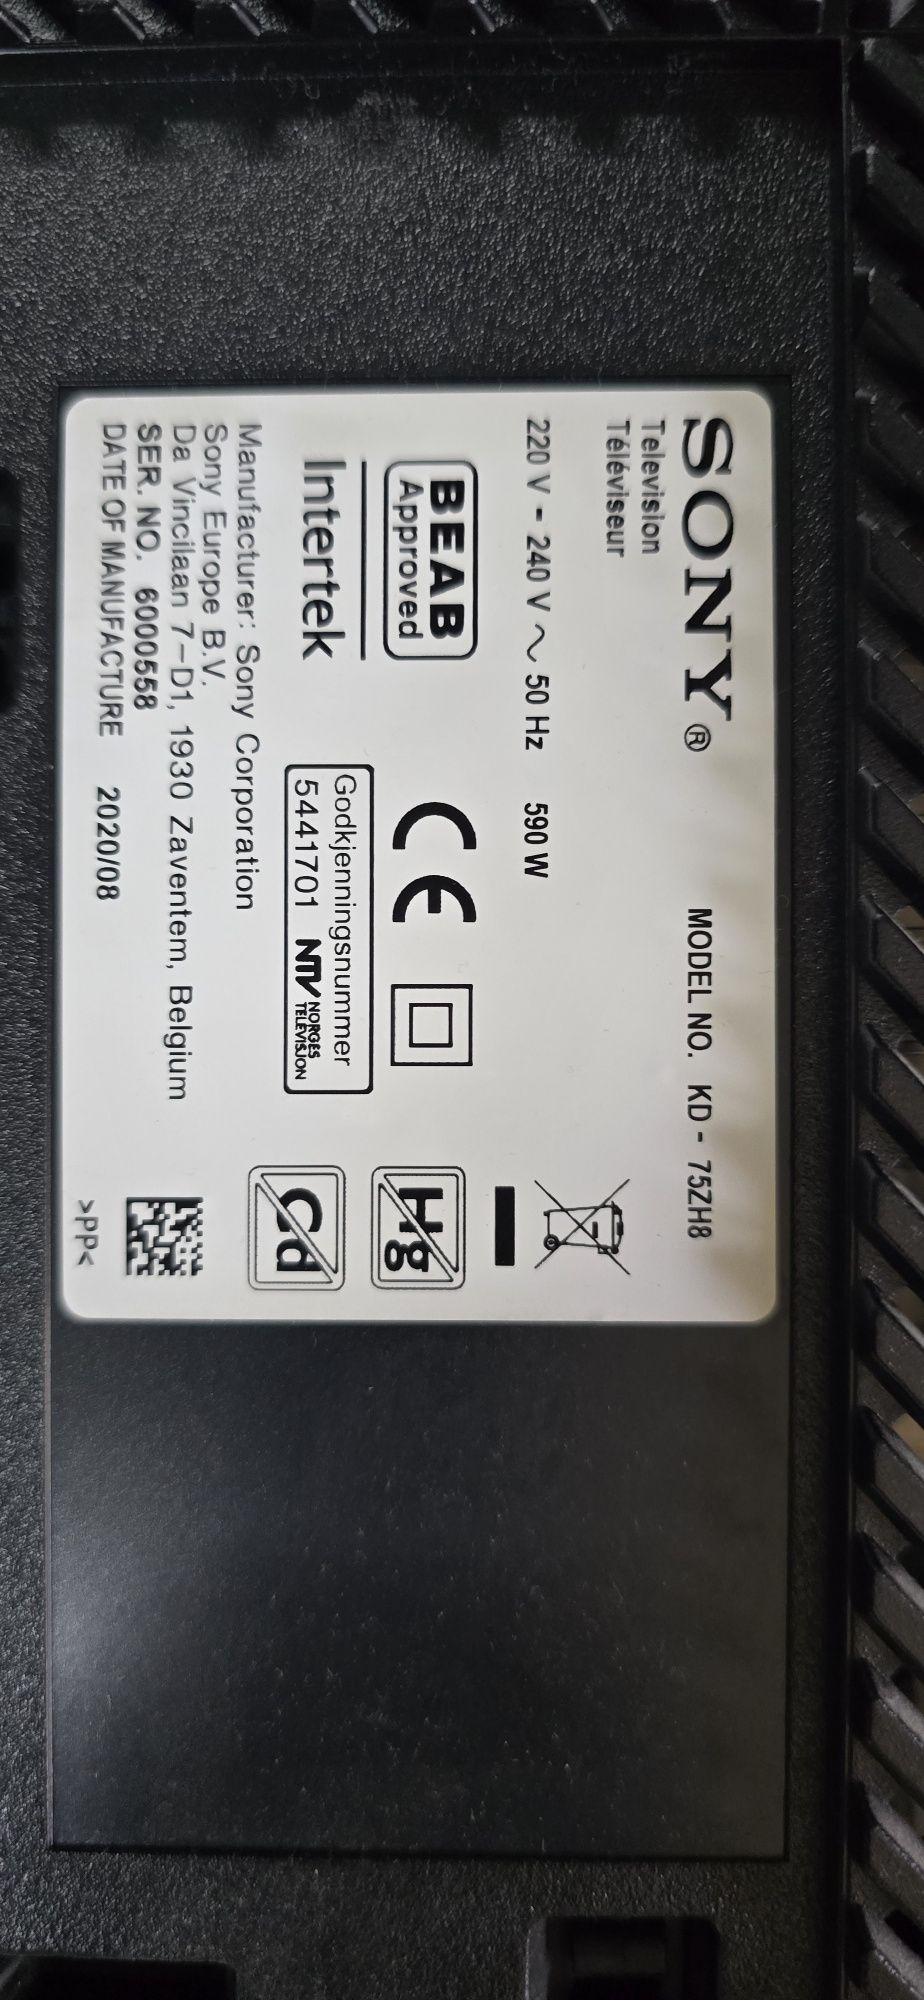 SONY® MODEL NO. KD - 75ZH8
Television
Téléviseur
220 V - 240 V ~ 50 Hz 590 W
BEAB
Approved
Intertek
CE
Godkjenningsnummer
5441701 NTV NORGES TELEVISJON
Hg
Cd
Manufacturer: Sony Corporation
Sony Europe B.V.
Da Vincilaan 7-D1, 1930 Zaventem, Belgium
SER. NO. 6000558
DATE OF MANUFACTURE 2020/08
>PP<